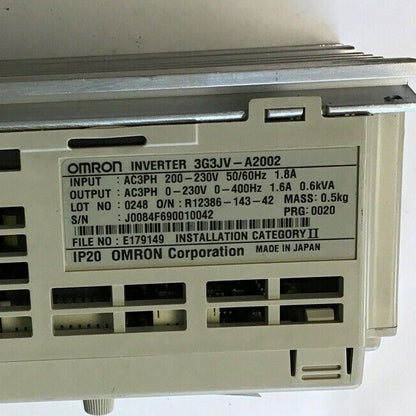 OMRON INVERTER 3G3JV-A2002
INPUT : AC3PH 200-230V 50/60Hz 1.8A
OUTPUT : AC3PH 0-230V 0-400Hz 1.6A 0.6kVA
LOT NO : 0248 O/N : R12386-143-42 MASS: 0.5kg
S/N : J0084F690010042 PRG: 0020
FILE NO : E179149 INSTALLATION CATEGORY II
IP20 OMRON Corporation MADE IN JAPAN